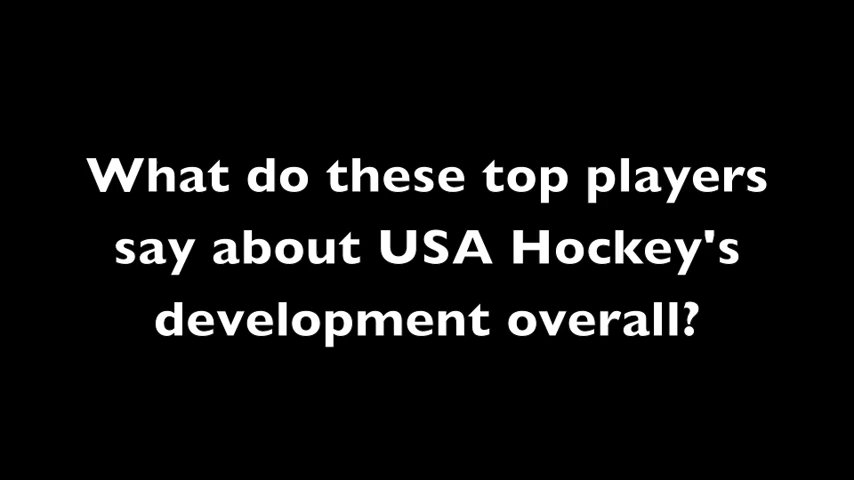 What do these top players
say about USA Hockey's
development overall?